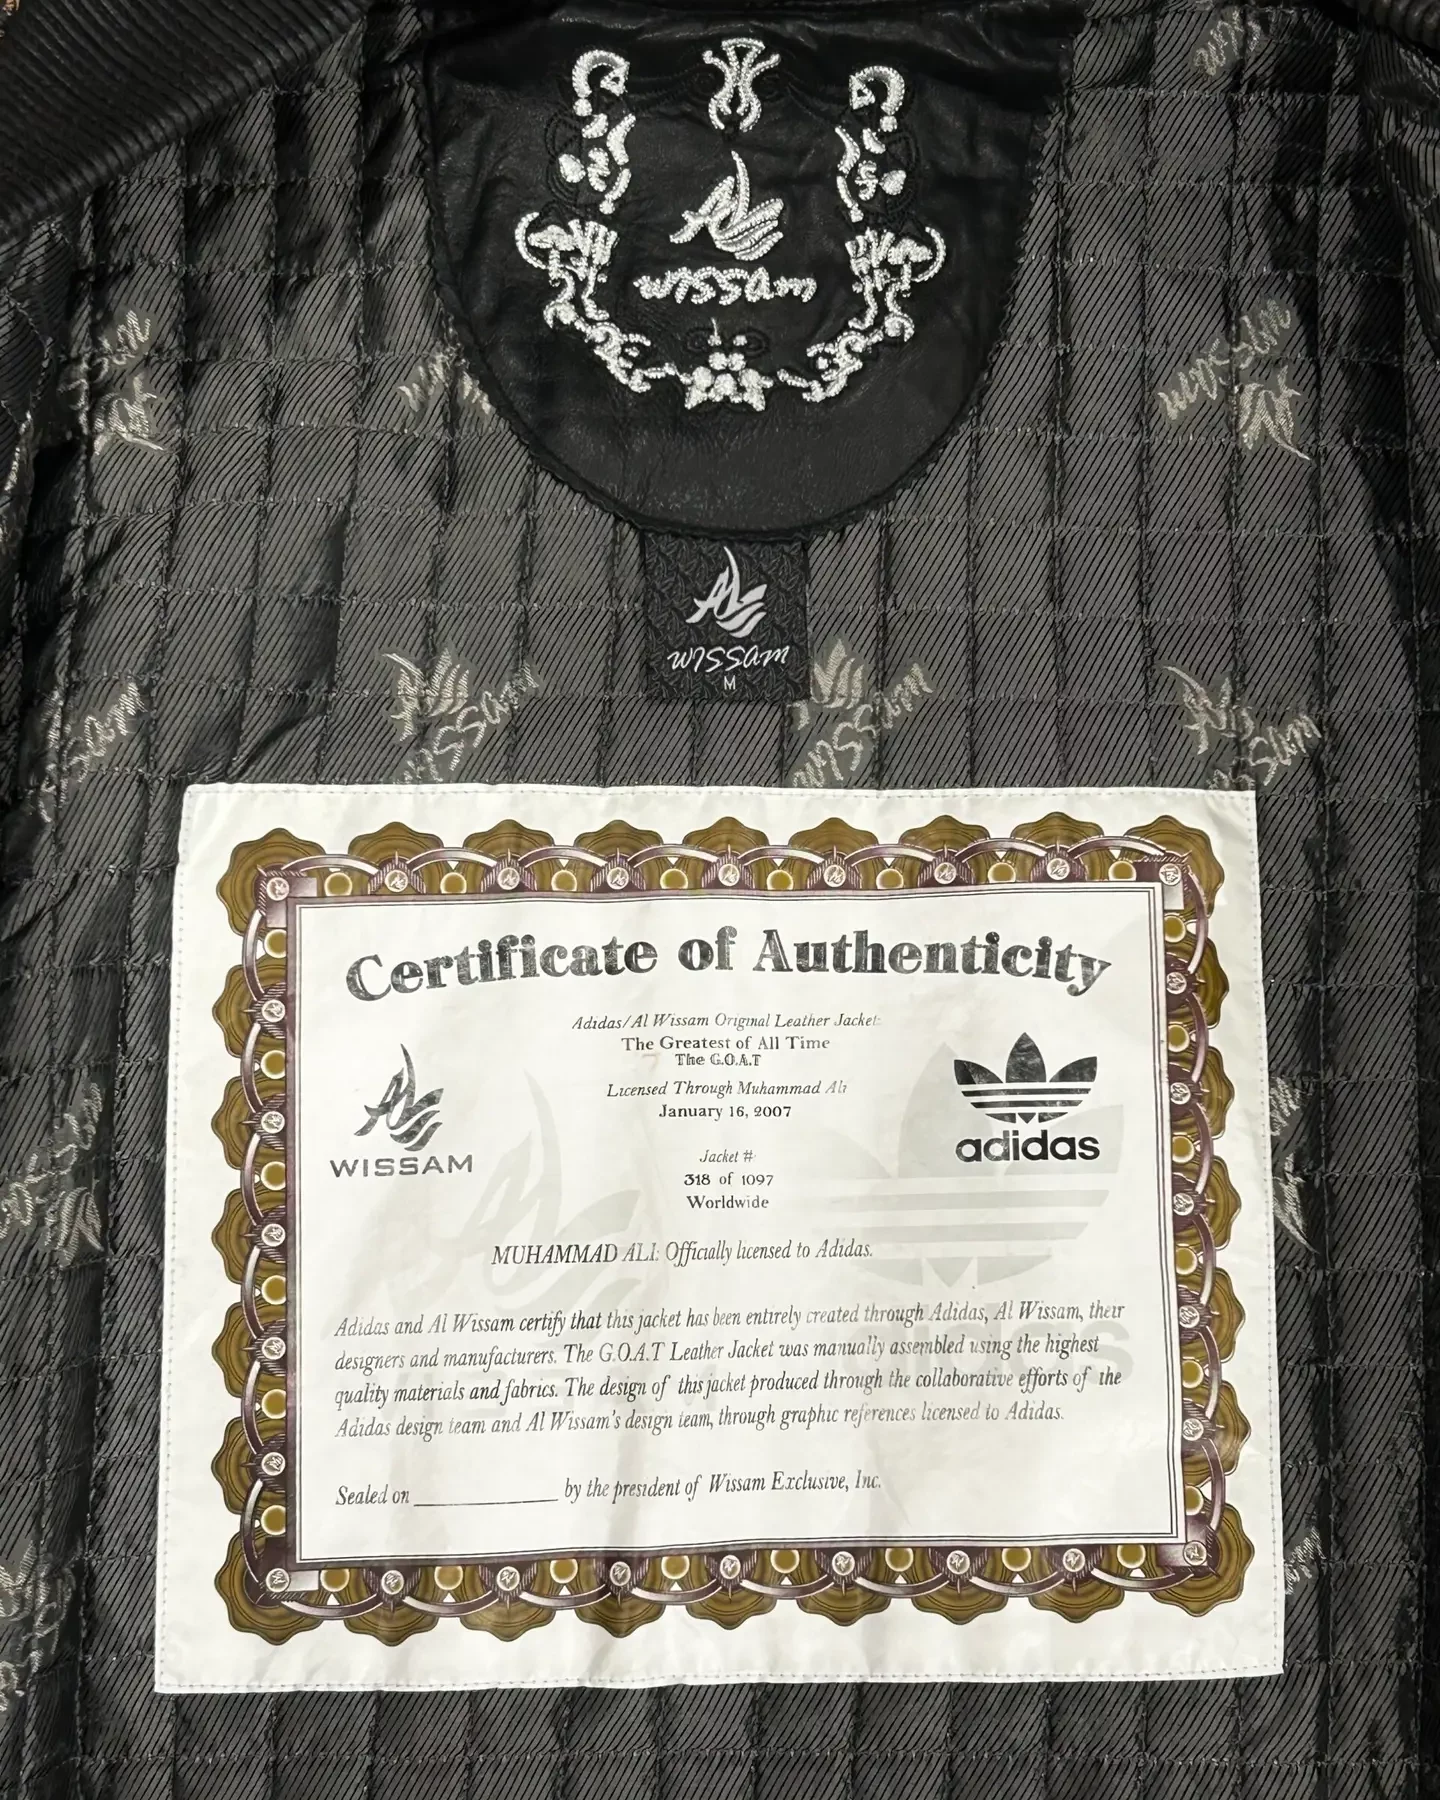 WISSAM
WISSAM
M
Certificate of Authenticity
Adidas/Al Wissam Original Leather Jacket:
The Greatest of All Time
The G.O.A.T
Licensed Through Muhammad Ali
January 16, 2007
WISSAM
adidas
Jacket #
318 of 1097
Worldwide
MUHAMMAD ALI: Officially licensed to Adidas.
Adidas and Al Wissam certify that this jacket has been entirely created through Adidas, Al Wissam, their
designers and manufacturers. The G.O.A.T Leather Jacket was manually assembled using the highest
quality materials and fabrics. The design of this jacket produced through the collaborative efforts of the
Adidas design team and Al Wissam's design team, through graphic references licensed to Adidas.
Sealed on ____________ by the president of Wissam Exclusive, Inc.